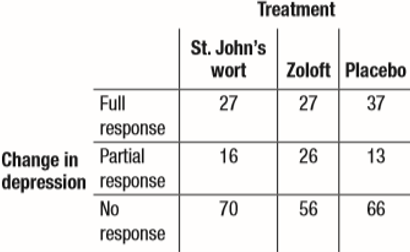 Treatment
St. John's
wort Zoloft Placebo
Full
response 27 27 37
Change in
depression
Partial
response 16 26 13
No
response 70 56 66